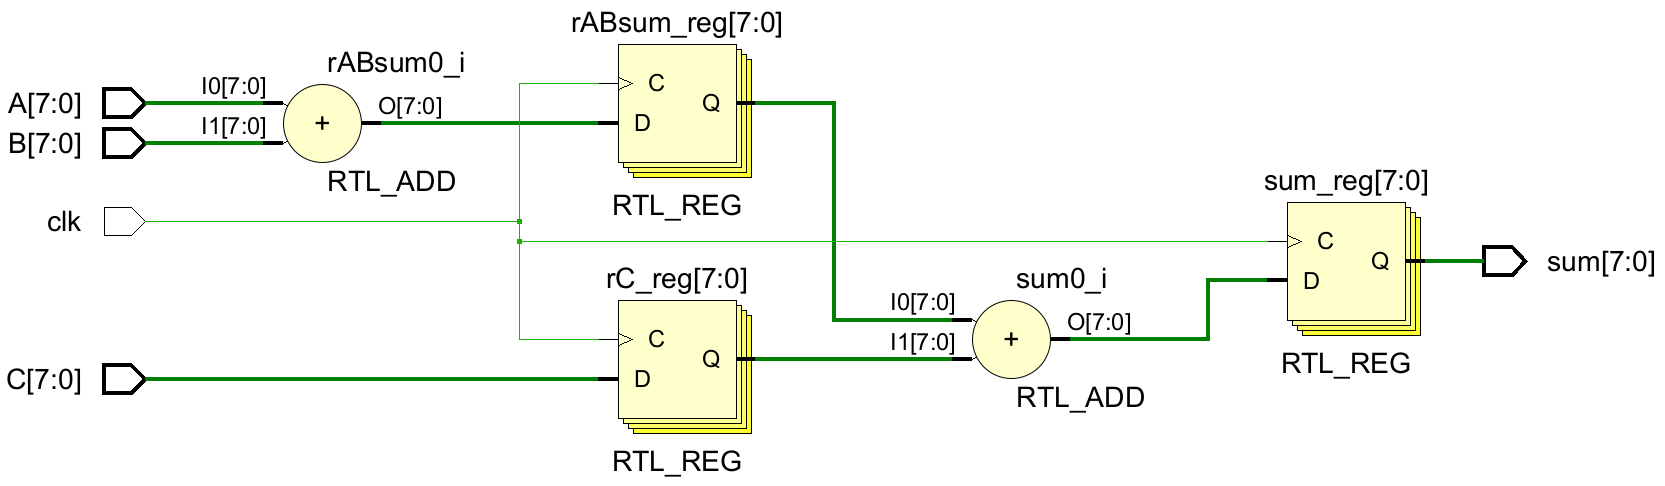 rABsum_reg[7:0]
rABsum0_i
A[7:0]
I0[7:0]
C
B[7:0]
I1[7:0]
+
O[7:0]
Q
D
RTL_ADD
RTL_REG
clk
sum_reg[7:0]
C
Q
sum[7:0]
D
RTL_REG
rC_reg[7:0]
C
Q
C[7:0]
D
RTL_REG
sum0_i
I0[7:0]
I1[7:0]
+
O[7:0]
RTL_ADD